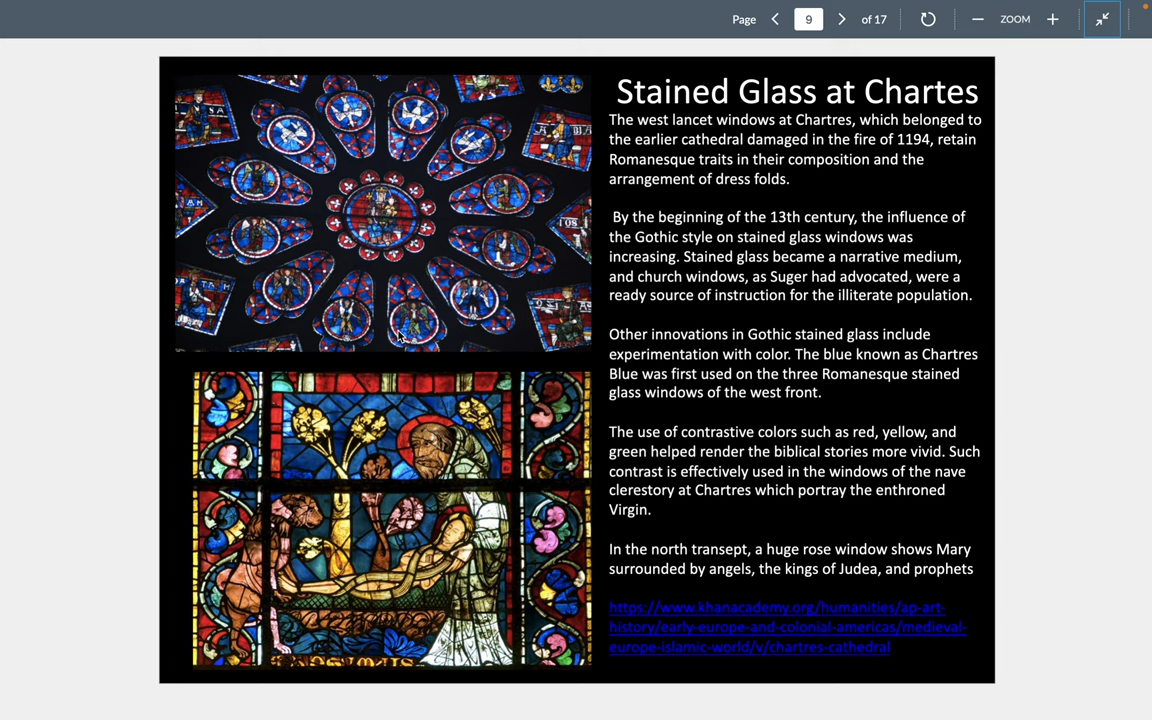 Page 9 of 17 ZOOM
Stained Glass at Chartes
The west lancet windows at Chartres, which belonged to
the earlier cathedral damaged in the fire of 1194, retain
Romanesque traits in their composition and the
arrangement of dress folds.
By the beginning of the 13th century, the influence of
the Gothic style on stained glass windows was
increasing. Stained glass became a narrative medium,
and church windows, as Suger had advocated, were a
ready source of instruction for the illiterate population.
Other innovations in Gothic stained glass include
experimentation with color. The blue known as Chartres
Blue was first used on the three Romanesque stained
glass windows of the west front.
The use of contrastive colors such as red, yellow, and
green helped render the biblical stories more vivid. Such
contrast is effectively used in the windows of the nave
clerestory at Chartres which portray the enthroned
Virgin.
In the north transept, a huge rose window shows Mary
surrounded by angels, the kings of Judea, and prophets
https://www.khanacademy.org/humanities/ap-art-
history/early-europe-and-colonial-americas/medieval-
europe-islamic-world/v/chartres-cathedral